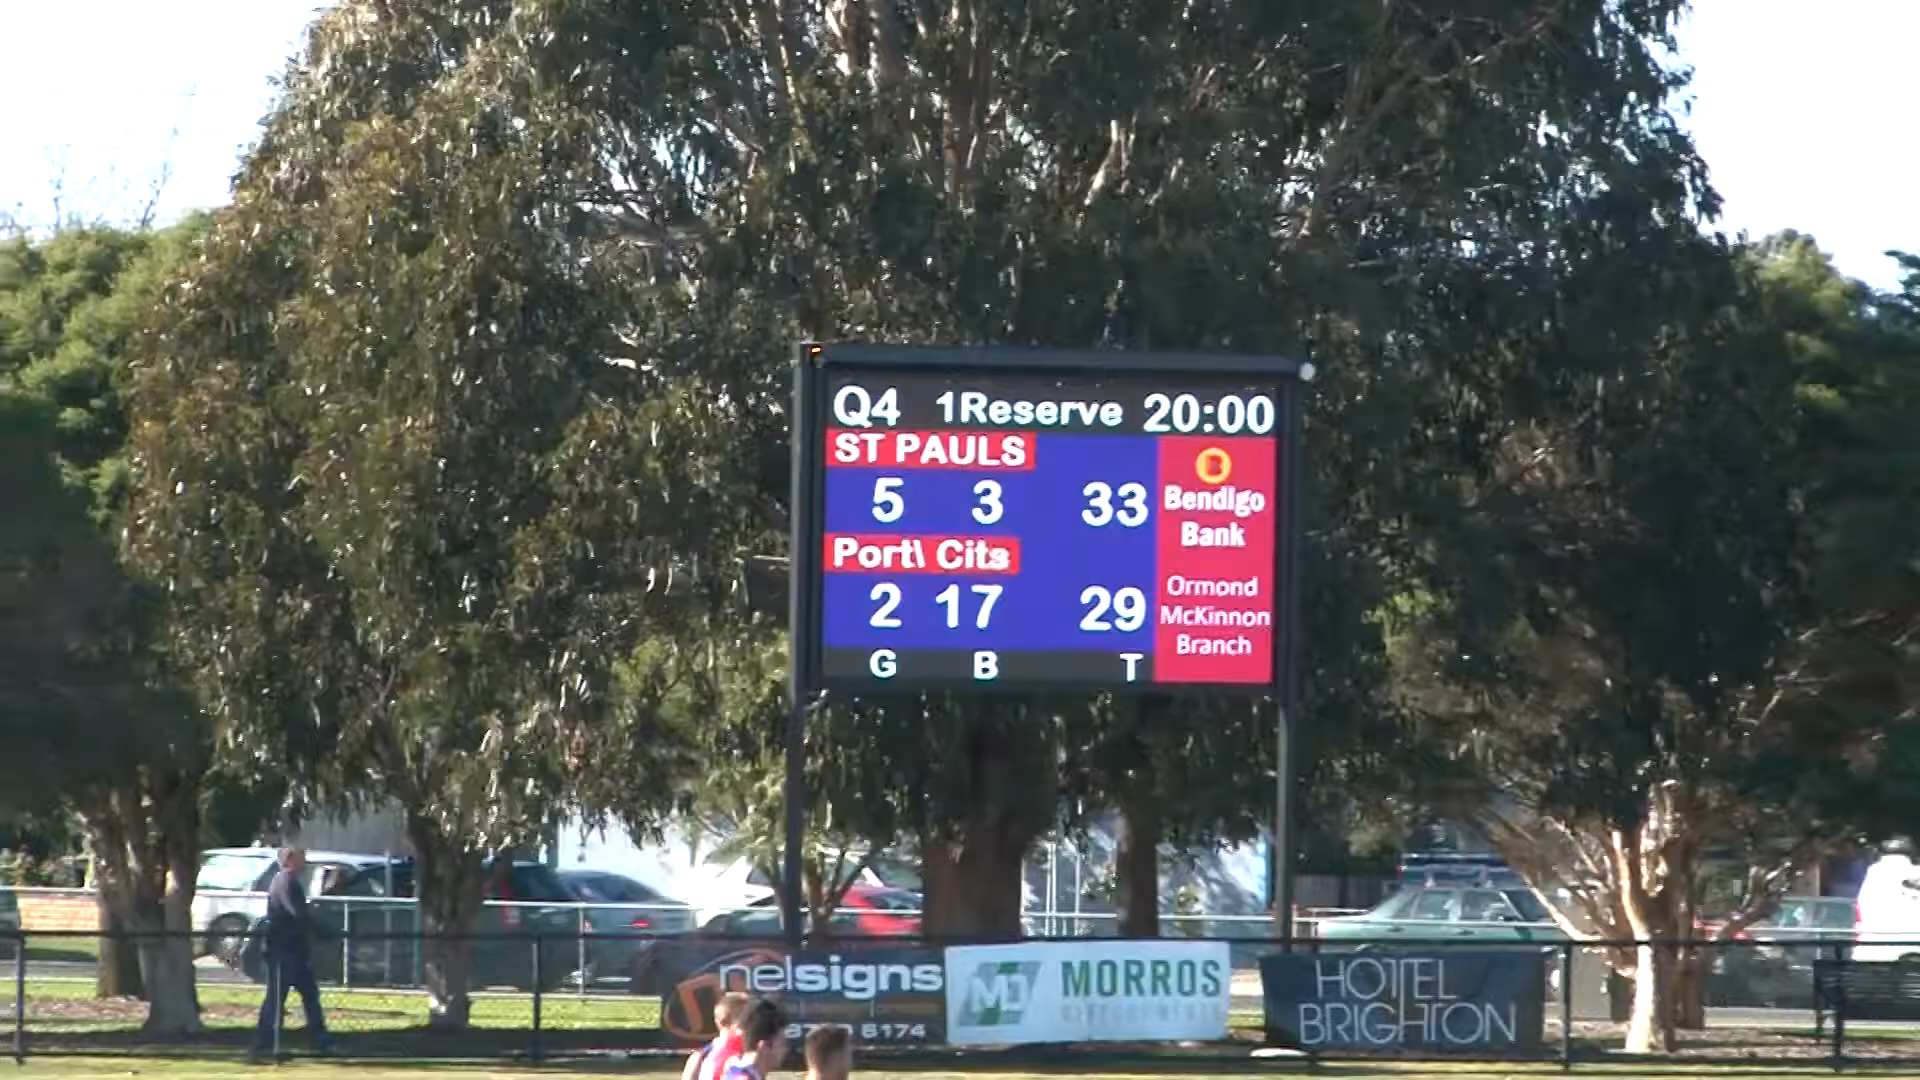 Q4 1Reserve 20:00
ST PAULS
5 3 33
Port\ Cits
2 17 29
G B T
Bendigo
Bank
Ormond
McKinnon
Branch
nelsigns
MD MORROS
HOTEL
BRIGHTON